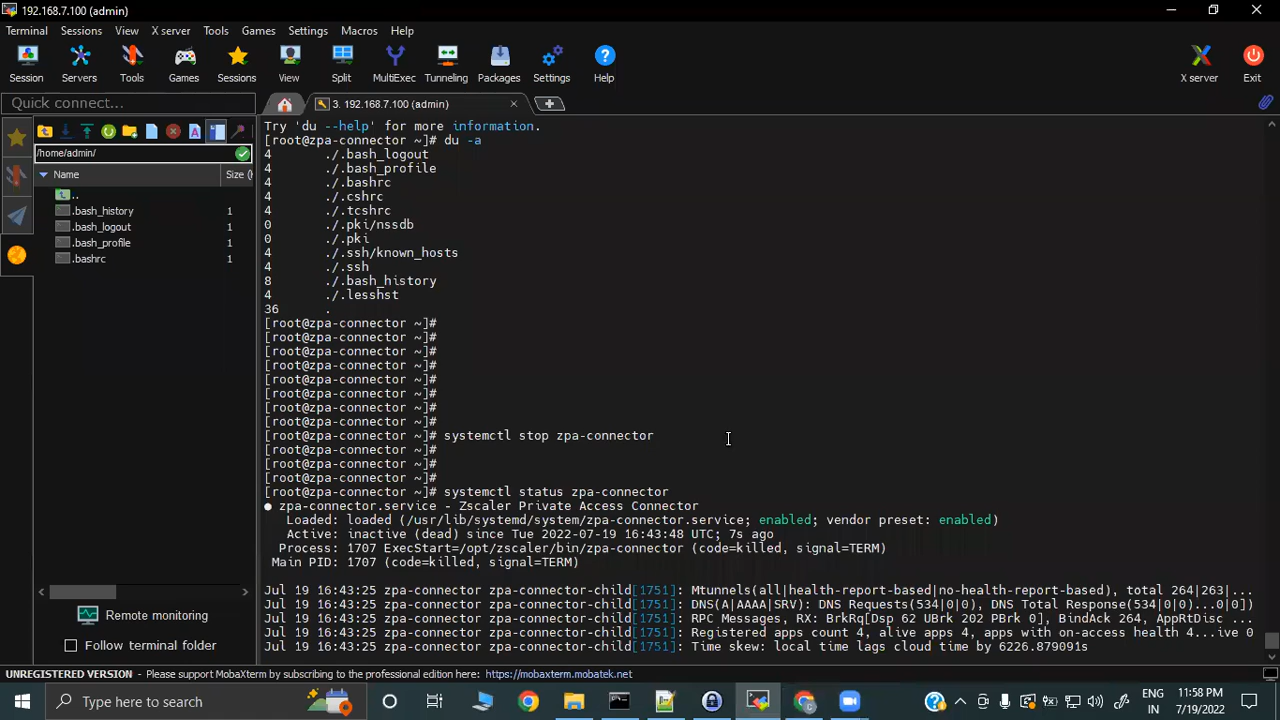 192.168.7.100 (admin)
Terminal Sessions View X server Tools Games Settings Macros Help
Session Servers Tools Games Sessions View Split MultiExec Tunneling Packages Settings Help X server Exit
Quick connect... 3. 192.168.7.100 (admin)
/home/admin/
Name Size (
..
.bash_history 1
.bash_logout 1
.bash_profile 1
.bashrc 1
Remote monitoring
Follow terminal folder
Try 'du --help' for more information.
[root@zpa-connector ~]# du -a
4 ./.bash_logout
4 ./.bash_profile
4 ./.bashrc
4 ./.cshrc
4 ./.tcshrc
0 ./.pki/nssdb
0 ./.pki
4 ./.ssh/known_hosts
4 ./.ssh
8 ./.bash_history
4 ./.lesshst
36 .
[root@zpa-connector ~]#
[root@zpa-connector ~]#
[root@zpa-connector ~]#
[root@zpa-connector ~]#
[root@zpa-connector ~]#
[root@zpa-connector ~]#
[root@zpa-connector ~]#
[root@zpa-connector ~]#
[root@zpa-connector ~]# systemctl stop zpa-connector
[root@zpa-connector ~]#
[root@zpa-connector ~]#
[root@zpa-connector ~]#
[root@zpa-connector ~]# systemctl status zpa-connector
● zpa-connector.service - Zscaler Private Access Connector
Loaded: loaded (/usr/lib/systemd/system/zpa-connector.service; enabled; vendor preset: enabled)
Active: inactive (dead) since Tue 2022-07-19 16:43:48 UTC; 7s ago
Process: 1707 ExecStart=/opt/zscaler/bin/zpa-connector (code=killed, signal=TERM)
Main PID: 1707 (code=killed, signal=TERM)
Jul 19 16:43:25 zpa-connector zpa-connector-child[1751]: Mtunnels(all|health-report-based|no-health-report-based), total 264|263|...
Jul 19 16:43:25 zpa-connector zpa-connector-child[1751]: DNS(A|AAAA|SRV): DNS Requests(534|0|0), DNS Total Response(534|0|0)...0|0])
Jul 19 16:43:25 zpa-connector zpa-connector-child[1751]: RPC Messages, RX: BrkRq[Dsp 62 UBrk 202 PBrk 0], BindAck 264, AppRtDisc ...
Jul 19 16:43:25 zpa-connector zpa-connector-child[1751]: Registered apps count 4, alive apps 4, apps with on-access health 4...ive 0
Jul 19 16:43:25 zpa-connector zpa-connector-child[1751]: Time skew: local time lags cloud time by 6226.879091s
UNREGISTERED VERSION - Please support MobaXterm by subscribing to the professional edition here: https://mobaxterm.mobatek.net
Type here to search
ENG
IN
11:58 PM
7/19/2022